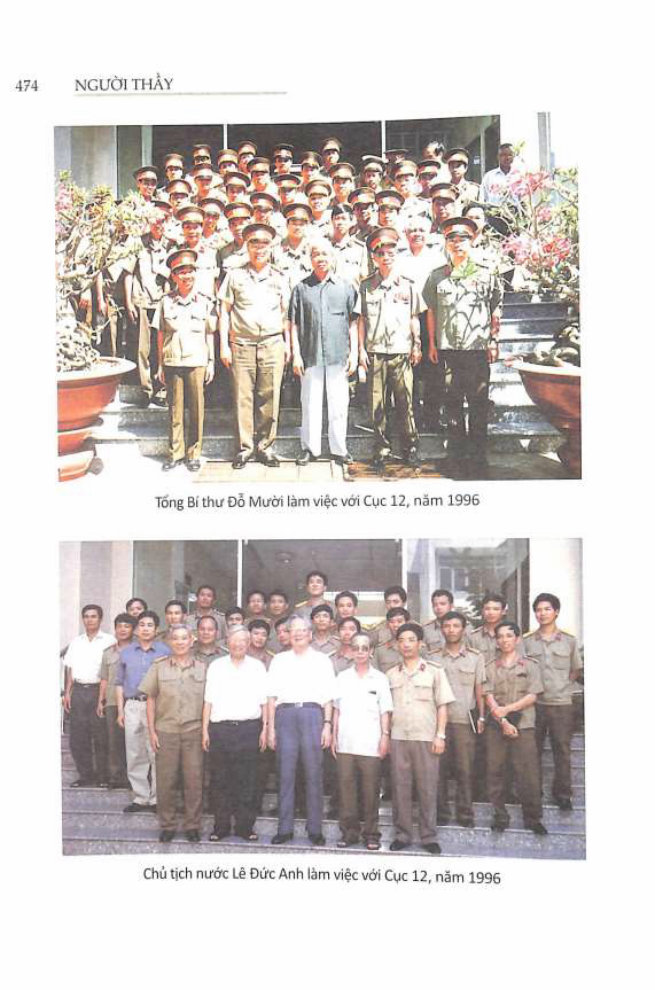 474 NGƯỜI THẦY
Tổng Bí thư Đỗ Mười làm việc với Cục 12, năm 1996
Chủ tịch nước Lê Đức Anh làm việc với Cục 12, năm 1996